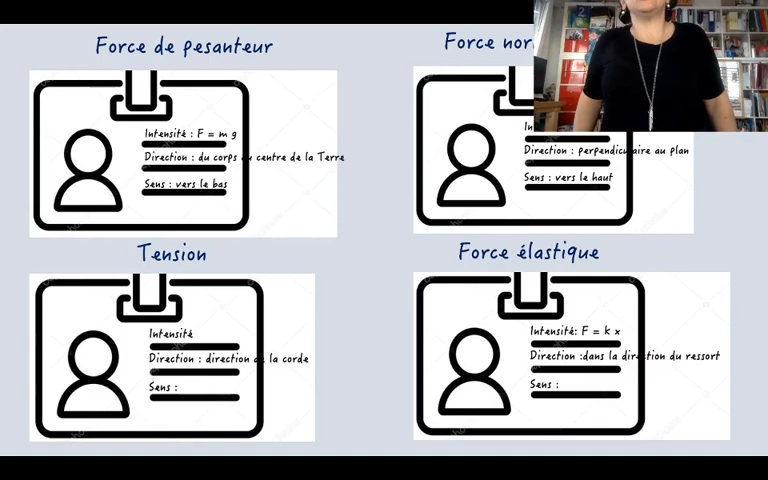 Force de pesanteur
Intensité : F = m g
Direction : du corps au centre de la Terre
Sens : vers le bas
Force
Direction : perpendiculaire au plan
Sens : vers le haut
Tension
Intensité
Direction : direction de la corde
Sens :
Force élastique
Intensité: F = k x
Direction :dans la direction du ressort
Sens :